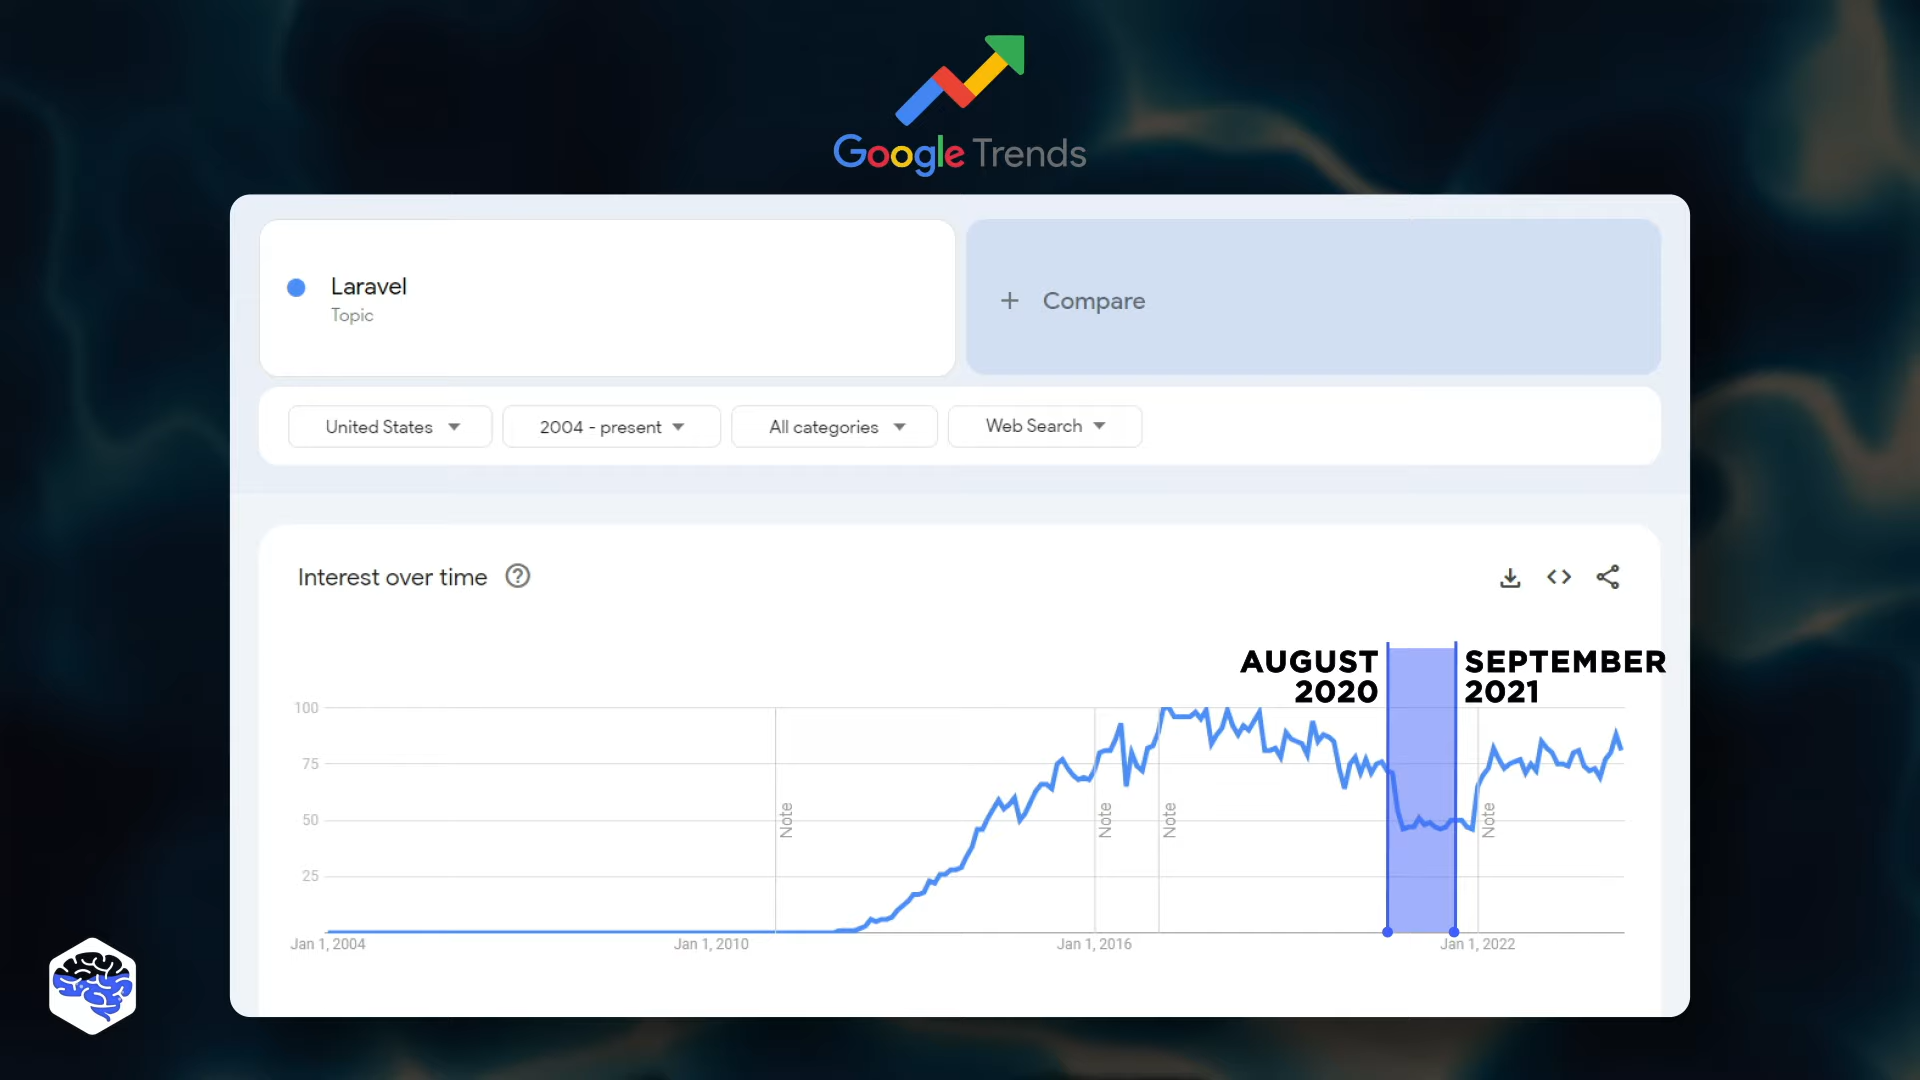 Google Trends
Laravel
Topic
+ Compare
United States
2004 - present
All categories
Web Search
Interest over time ?
AUGUST
2020
SEPTEMBER
2021
100
75
50
25
Note
Note
Note
Note
Jan 1, 2004
Jan 1, 2010
Jan 1, 2016
Jan 1, 2022